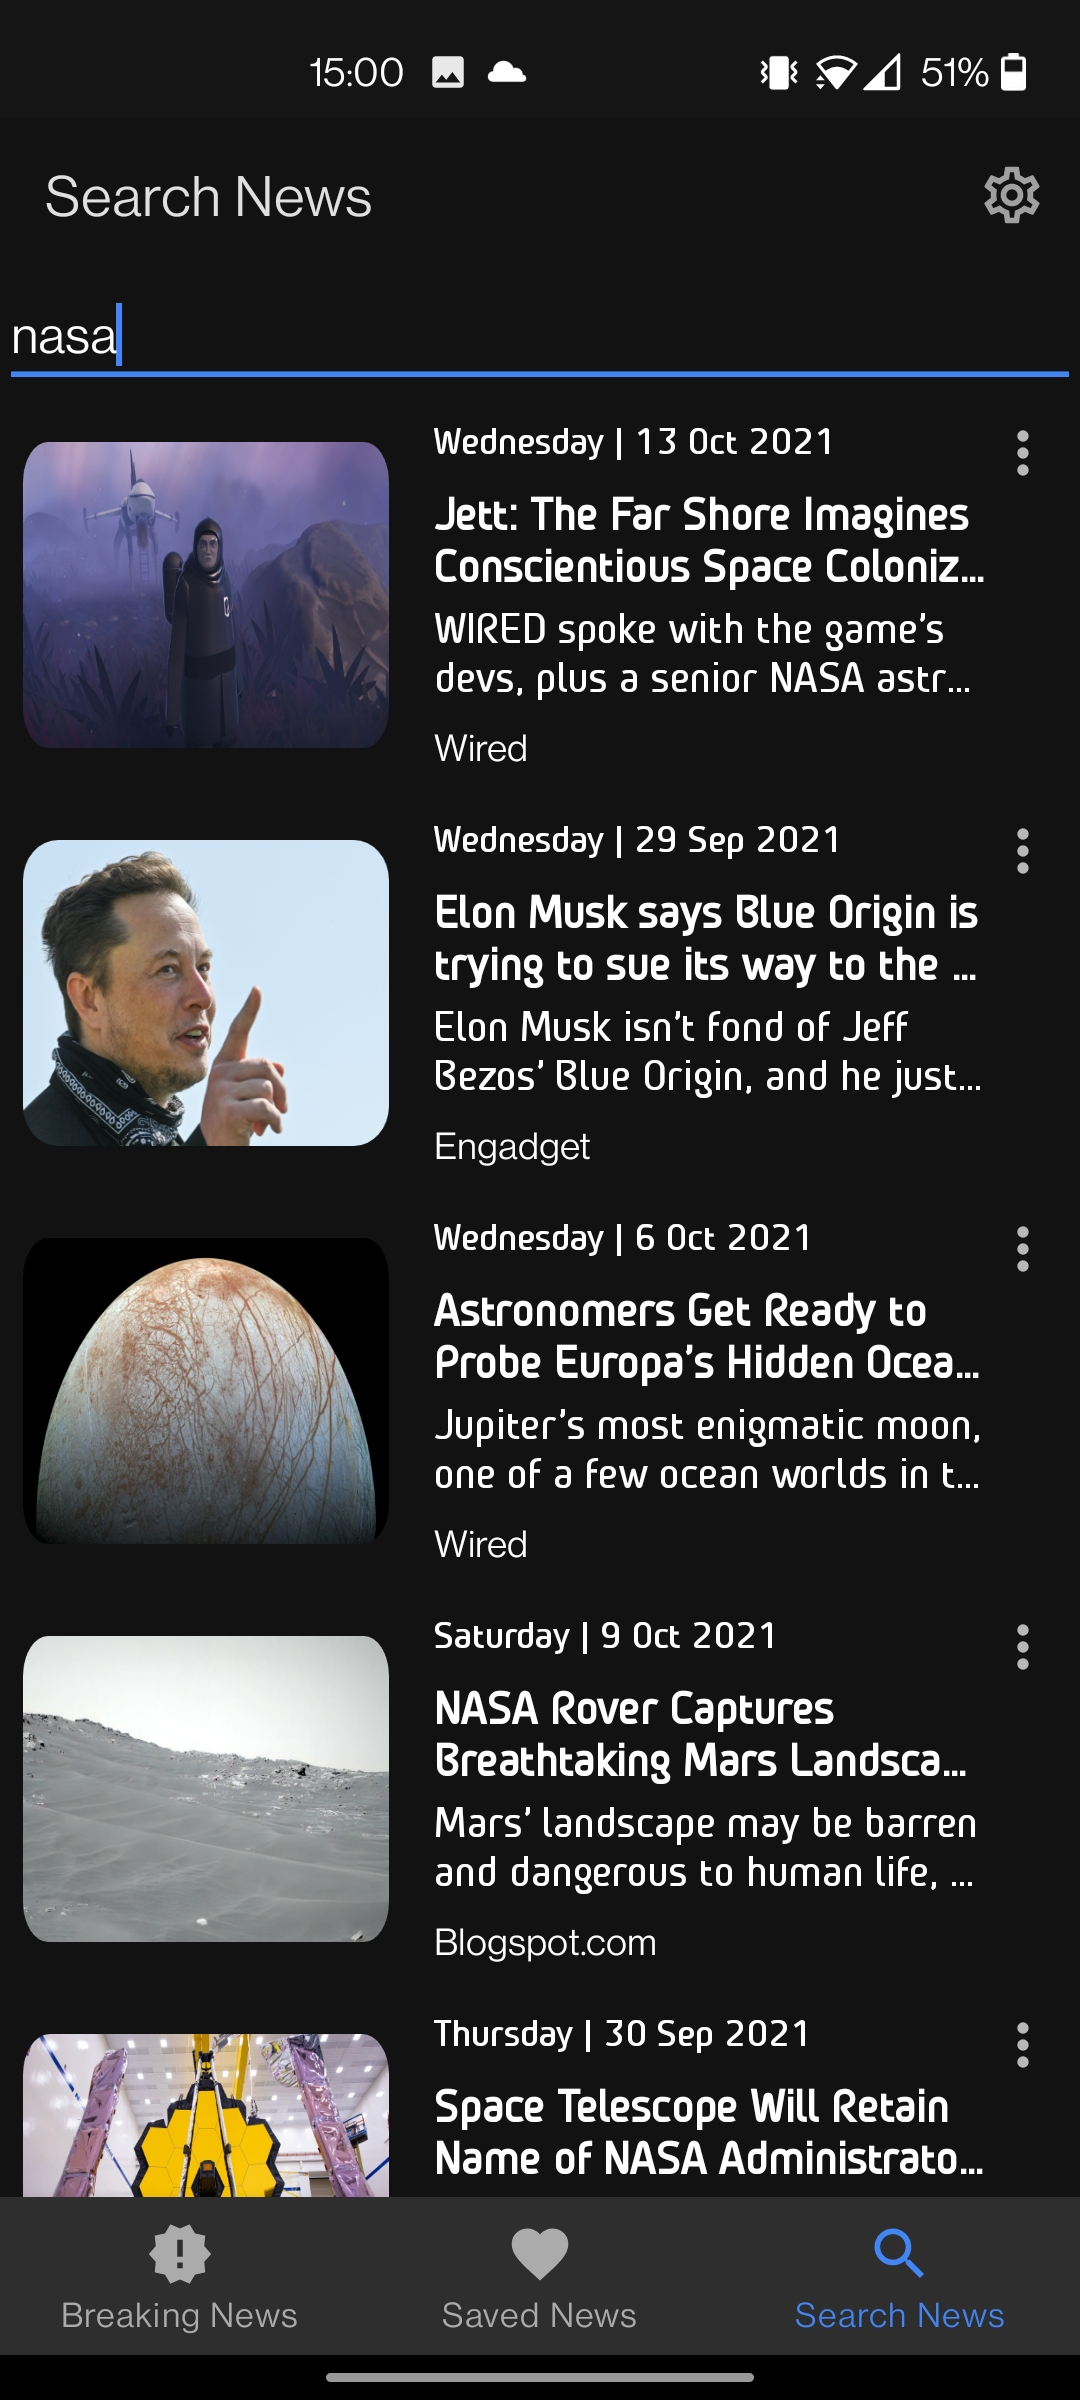 15:00
51%
Search News
nasa
Wednesday | 13 Oct 2021
Jett: The Far Shore Imagines
Conscientious Space Coloniz...
WIRED spoke with the game's
devs, plus a senior NASA astr...
Wired
Wednesday | 29 Sep 2021
Elon Musk says Blue Origin is
trying to sue its way to the ...
Elon Musk isn't fond of Jeff
Bezos' Blue Origin, and he just...
Engadget
Wednesday | 6 Oct 2021
Astronomers Get Ready to
Probe Europa's Hidden Ocea...
Jupiter's most enigmatic moon,
one of a few ocean worlds in t...
Wired
Saturday | 9 Oct 2021
NASA Rover Captures
Breathtaking Mars Landsca...
Mars' landscape may be barren
and dangerous to human life, ...
Blogspot.com
Thursday | 30 Sep 2021
Space Telescope Will Retain
Name of NASA Administrato...
Breaking News
Saved News
Search News